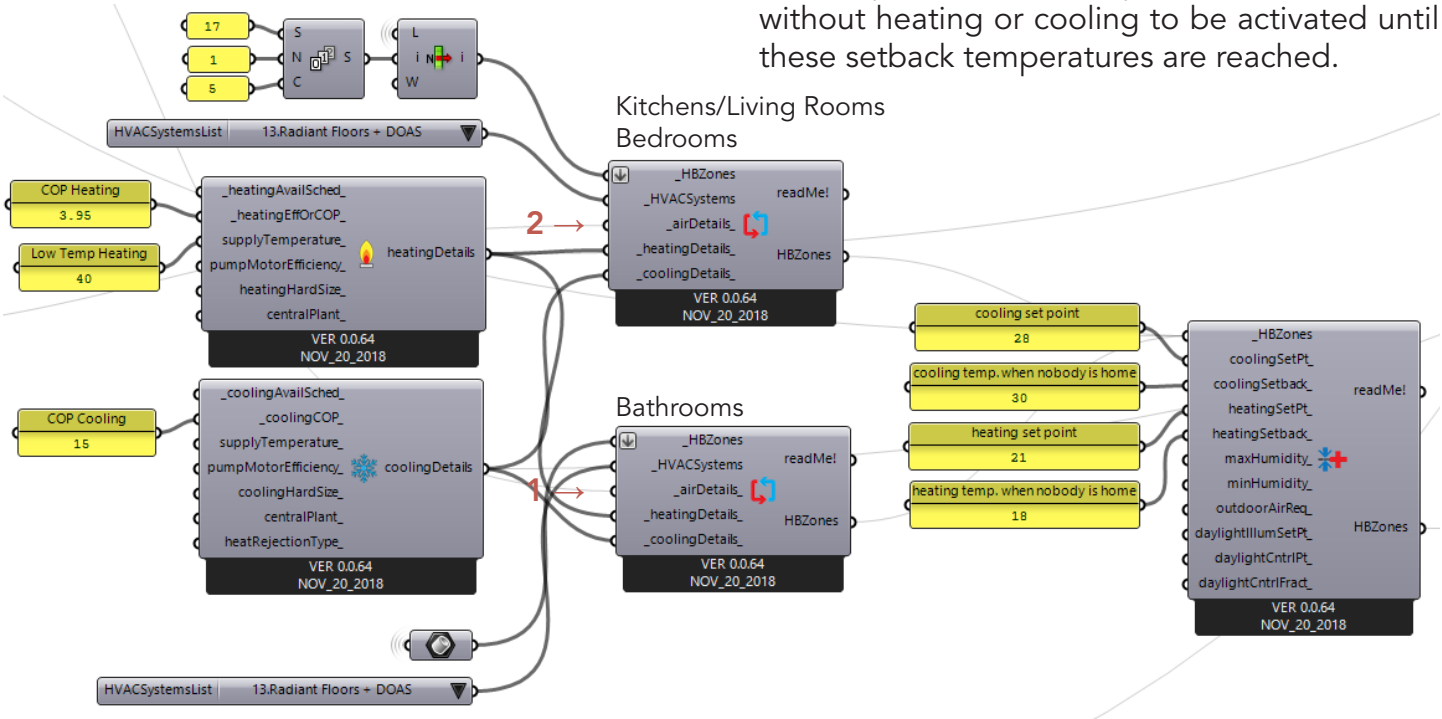 without heating or cooling to be activated until
these setback temperatures are reached.
17
1
5
S
N
C
S
L
i
W
N
i
HVACSystemsList 13.Radiant Floors + DOAS
Kitchens/Living Rooms
Bedrooms
COP Heating
3.95
Low Temp Heating
40
_heatingAvailSched_
_heatingEffOrCOP_
supplyTemperature_
pumpMotorEfficiency_
heatingHardSize_
centralPlant_
heatingDetails
VER 0.0.64
NOV_20_2018
2 →
_HBZones
_HVACSystems
_airDetails_
_heatingDetails_
_coolingDetails_
readMe!
HBZones
VER 0.0.64
NOV_20_2018
COP Cooling
15
_coolingAvailSched_
_coolingCOP_
supplyTemperature_
pumpMotorEfficiency_
coolingHardSize_
centralPlant_
heatRejectionType_
coolingDetails
VER 0.0.64
NOV_20_2018
Bathrooms
1 →
_HBZones
_HVACSystems
_airDetails_
_heatingDetails_
_coolingDetails_
readMe!
HBZones
VER 0.0.64
NOV_20_2018
HVACSystemsList 13.Radiant Floors + DOAS
cooling set point
28
cooling temp. when nobody is home
30
heating set point
21
heating temp. when nobody is home
18
_HBZones
coolingSetPt_
coolingSetback_
heatingSetPt_
heatingSetback_
maxHumidity_
minHumidity_
outdoorAirReq_
daylightIllumSetPt_
daylightCntrlPt_
daylightCntrlFract_
readMe!
HBZones
VER 0.0.64
NOV_20_2018